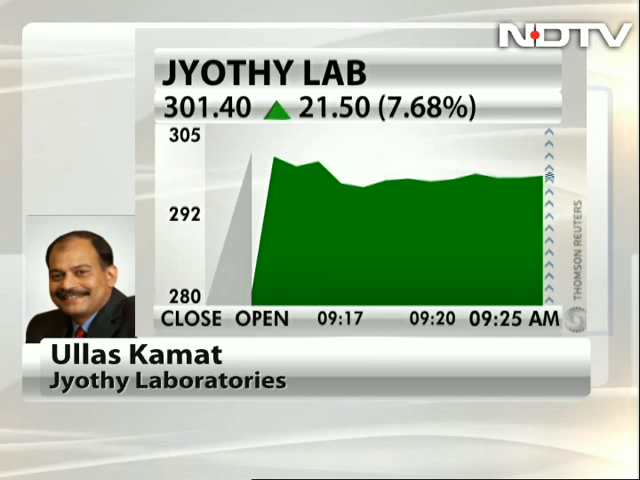 NDTV
JYOTHY LAB
301.40 ▲ 21.50 (7.68%)
305
292
280
CLOSE OPEN 09:17 09:20 09:25 AM
THOMSON REUTERS
Ullas Kamat
Jyothy Laboratories